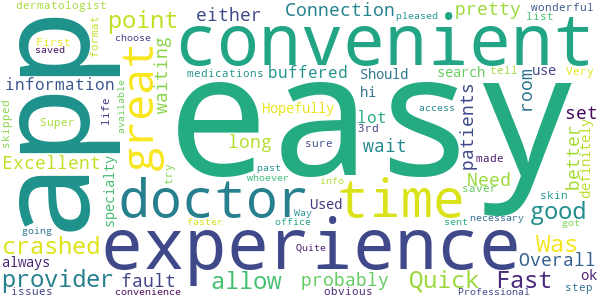 dermatologist
First
format
saved
choose
point
either
Connection
pretty
list
pleased
wonderful
app
great
Waiting
convenient
information
life
medications
buffered
Should
hi
search
tell
use
Very
room
skipped
Super
available
Hopefully
lot
3rd
access
easy
patients
set
Excellent
specialty
try
long
sure
wait
past
whoever
info
made
Need
saver
skin
better
definitely
doctor
time
Used
office
Way
faster
sent
necessary
good
got
going
crashed
always
experience
Quite
Was
Overall
provider
issues
convenience
fault
allow
obvious
probably
Quick
Professional
Fast
ok
step